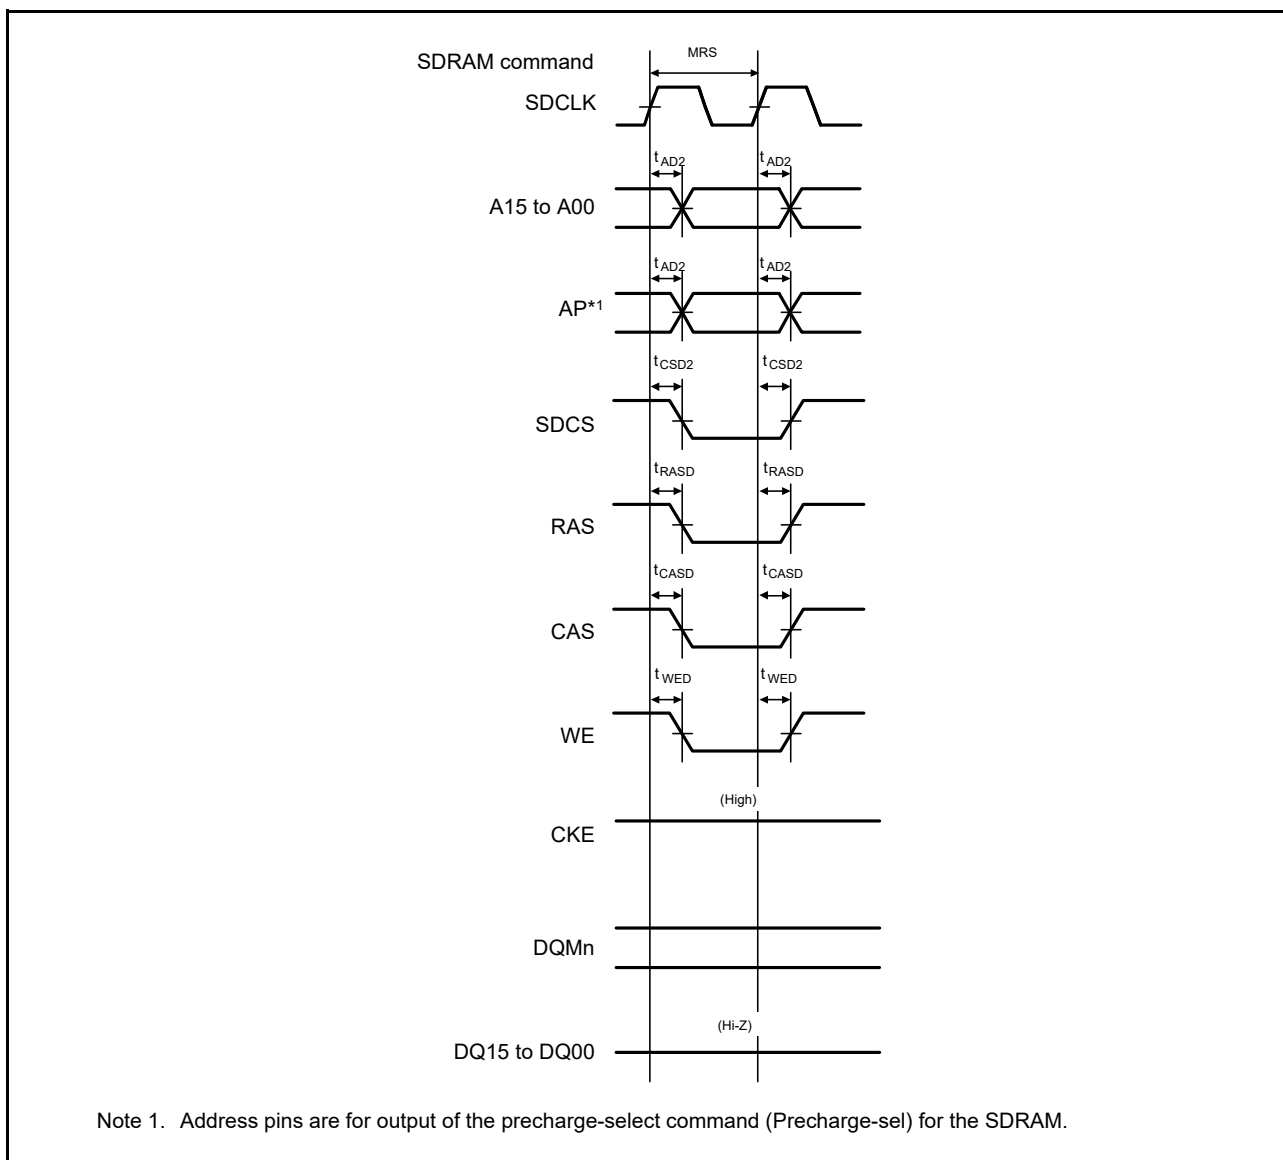 MRS
SDRAM command
SDCLK
tAD2 tAD2
A15 to A00
tAD2 tAD2
AP*1
tCSD2 tCSD2
SDCS
tRASD tRASD
RAS
tCASD tCASD
CAS
tWED tWED
WE
(High)
CKE
DQMn
(Hi-Z)
DQ15 to DQ00
Note 1. Address pins are for output of the precharge-select command (Precharge-sel) for the SDRAM.